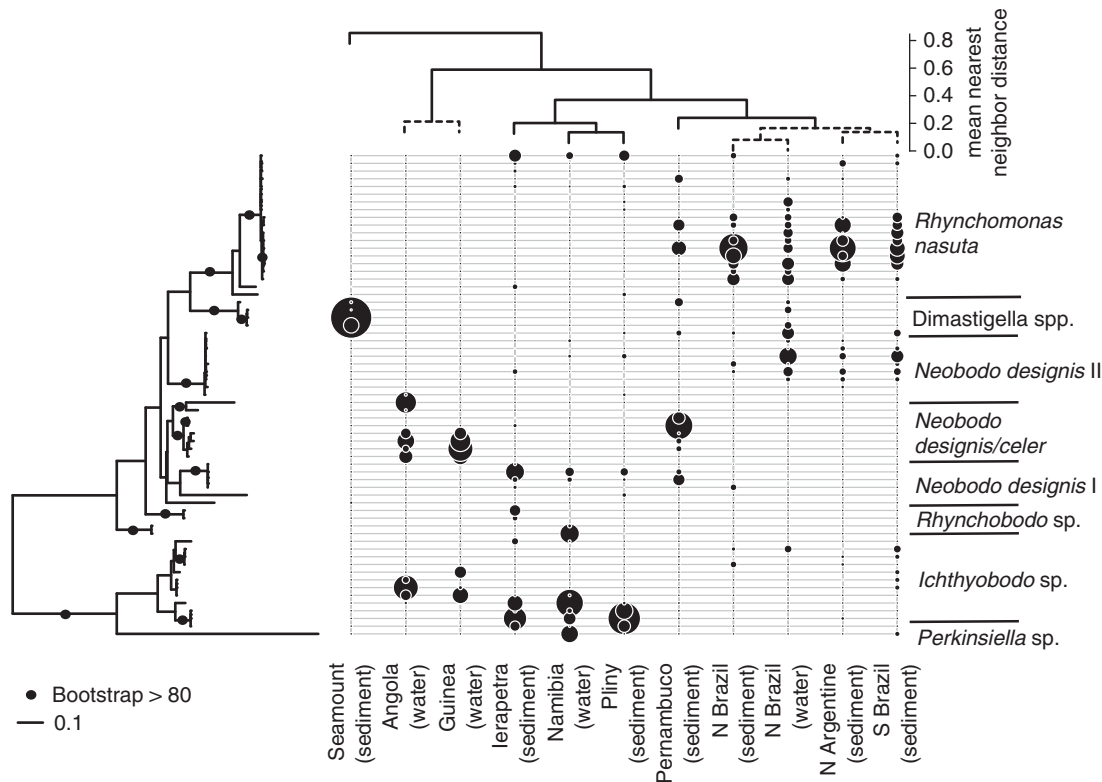 0.8
0.6
0.4
0.2
0.0
mean nearest
neighbor distance
Rhynchomonas
nasuta
Dimastigella spp.
Neobodo designis II
Neobodo
designis/celer
Neobodo designis I
Rhynchobodo sp.
Ichthyobodo sp.
Perkinsiella sp.
Seamount
(sediment)
Angola
(water)
Guinea
(water)
Ierapetra
(sediment)
Namibia
(water)
Pliny
(sediment)
Pernambuco
(sediment)
N Brazil
(sediment)
N Brazil
(water)
N Argentine
(sediment)
S Brazil
(sediment)
Bootstrap > 80
0.1